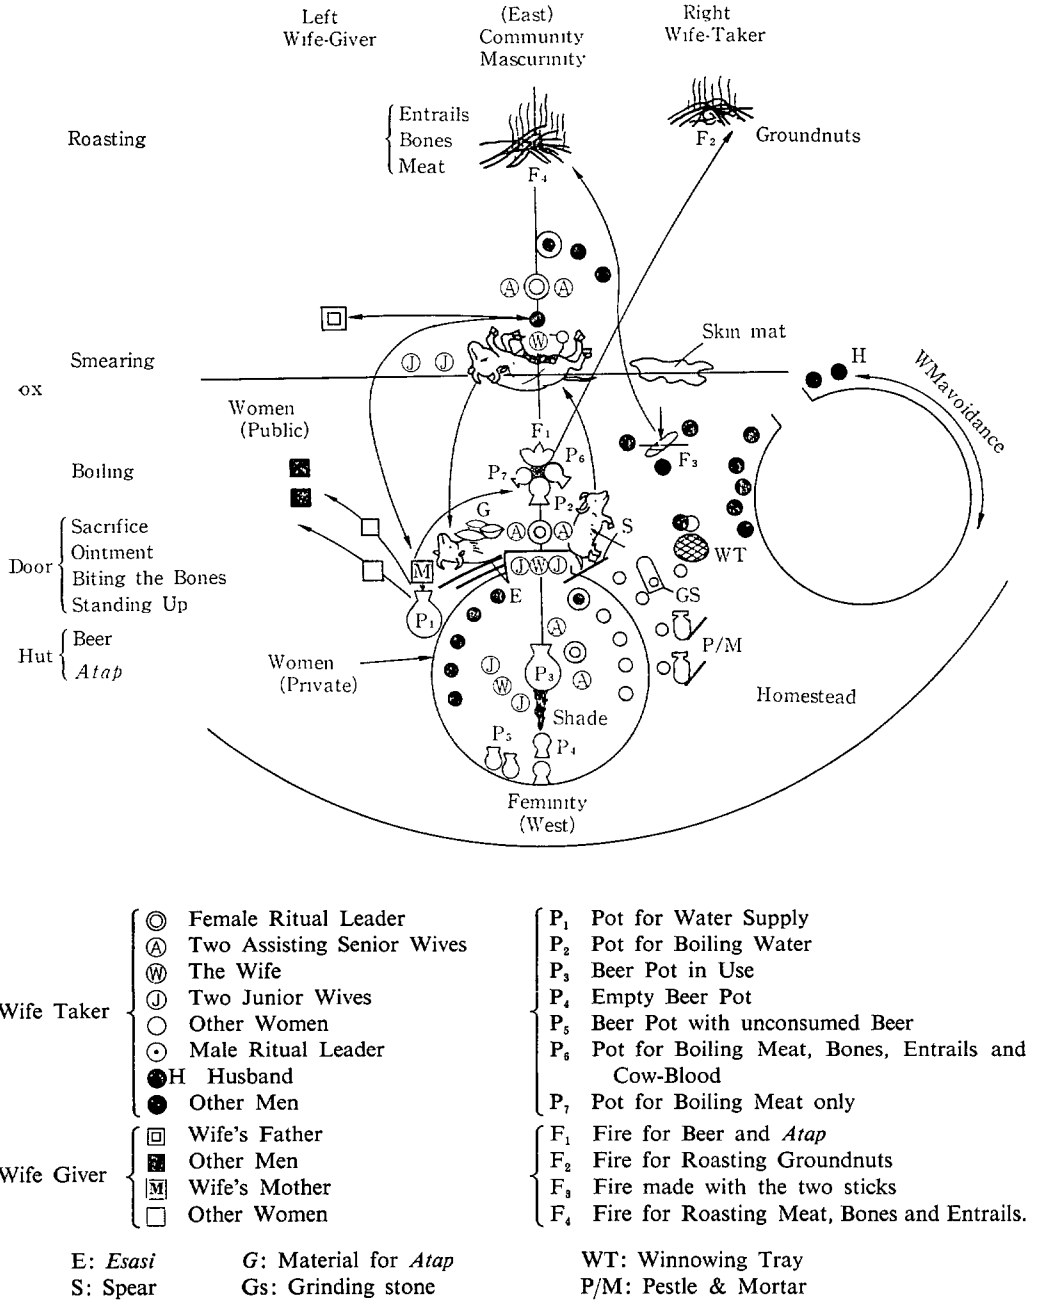 Left
Wife-Giver
(East)
Community
Mascurinity
Right
Wife-Taker
Roasting
Entrails
Bones
Meat
F₄
F₂
Groundnuts
A
A
W
Skin mat
Smearing
J
J
H
WMavoidance
ox
Women
(Public)
F₁
F₃
Boiling
P₇
P₆
P₂
G
A
A
S
Door
Sacrifice
Ointment
Biting the Bones
Standing Up
M
J
W
J
WT
E
GS
P₁
Hut
Beer
Atap
A
P/M
Women
(Private)
J
W
J
P₃
A
Homestead
Shade
P₅
P₄
Feminity
(West)
Wife Taker
Female Ritual Leader
A Two Assisting Senior Wives
W The Wife
J Two Junior Wives
Other Women
Male Ritual Leader
H Husband
Other Men
Wife Giver
Wife's Father
Other Men
M Wife's Mother
Other Women
P₁ Pot for Water Supply
P₂ Pot for Boiling Water
P₃ Beer Pot in Use
P₄ Empty Beer Pot
P₅ Beer Pot with unconsumed Beer
P₆ Pot for Boiling Meat, Bones, Entrails and
Cow-Blood
P₇ Pot for Boiling Meat only
F₁ Fire for Beer and Atap
F₂ Fire for Roasting Groundnuts
F₃ Fire made with the two sticks
F₄ Fire for Roasting Meat, Bones and Entrails.
E: Esasi G: Material for Atap WT: Winnowing Tray
S: Spear Gs: Grinding stone P/M: Pestle & Mortar